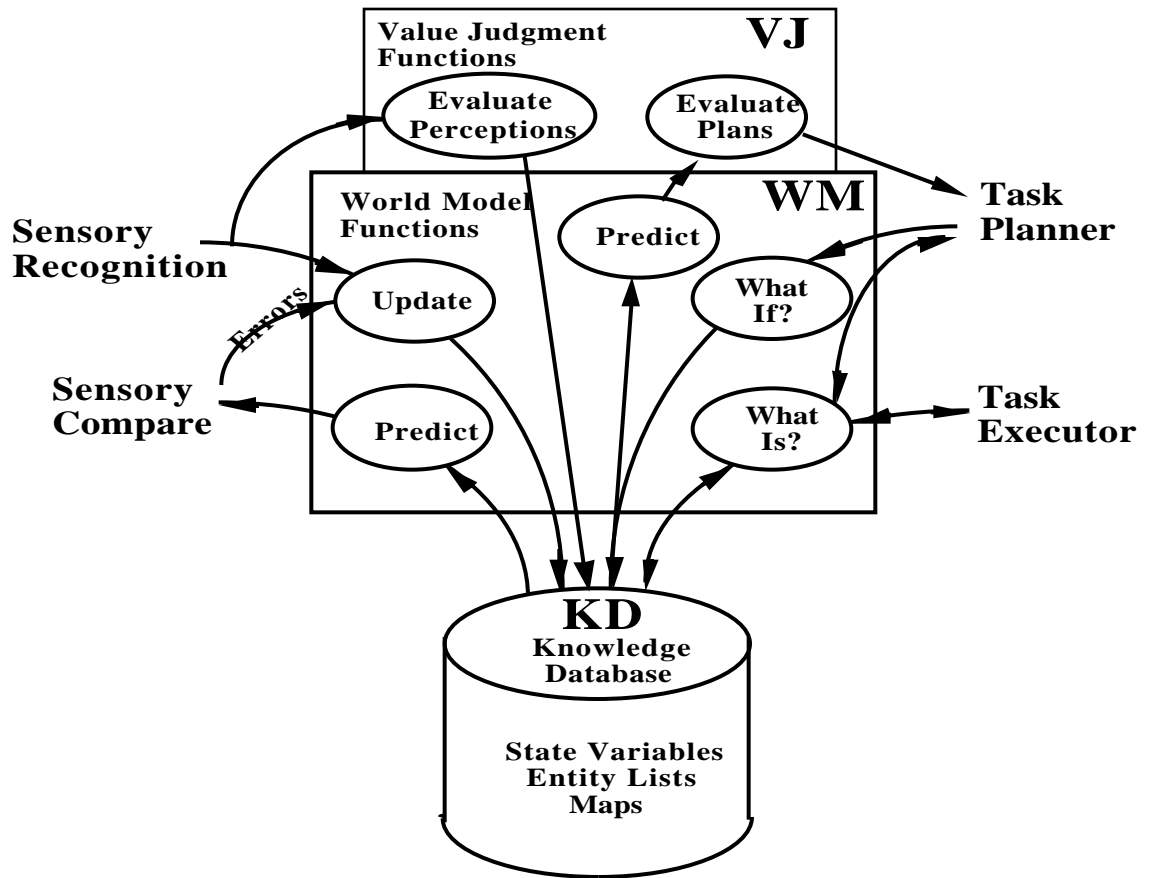 Value Judgment
Functions
VJ
Evaluate
Perceptions
Evaluate
Plans
World Model
Functions
WM
Predict
Task
Planner
Sensory
Recognition
Update
What
If?
Errors
Sensory
Compare
Predict
What
Is?
Task
Executor
KD
Knowledge
Database
State Variables
Entity Lists
Maps